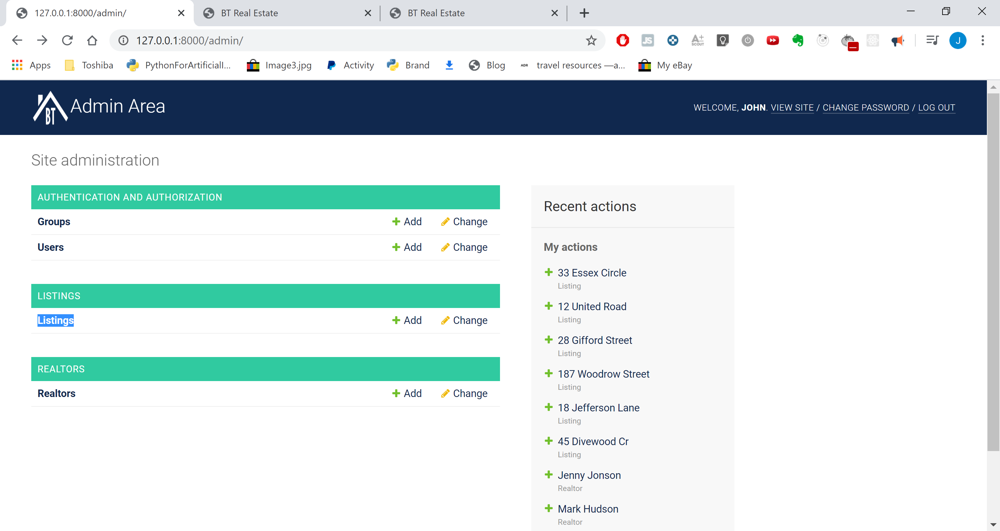 127.0.0.1:8000/admin/
BT Real Estate
BT Real Estate
127.0.0.1:8000/admin/
JS
A+ SCOUT
J
Apps
Toshiba
PythonForArtificialI...
Image3.jpg
Activity
Brand
Blog
ADR
travel resources —a...
My eBay
BT
Admin Area
WELCOME, JOHN. VIEW SITE / CHANGE PASSWORD / LOG OUT
Site administration
AUTHENTICATION AND AUTHORIZATION
Groups Add Change
Users Add Change
LISTINGS
Listings Add Change
REALTORS
Realtors Add Change
Recent actions
My actions
33 Essex Circle
Listing
12 United Road
Listing
28 Gifford Street
Listing
187 Woodrow Street
Listing
18 Jefferson Lane
Listing
45 Divewood Cr
Listing
Jenny Jonson
Realtor
Mark Hudson
Realtor